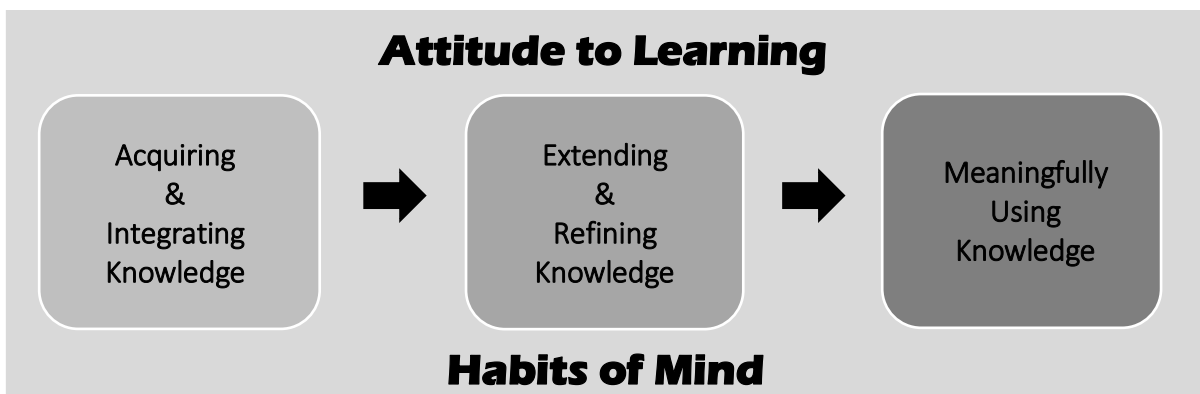 Attitude to Learning
Acquiring
&
Integrating
Knowledge
Extending
&
Refining
Knowledge
Meaningfully
Using
Knowledge
Habits of Mind